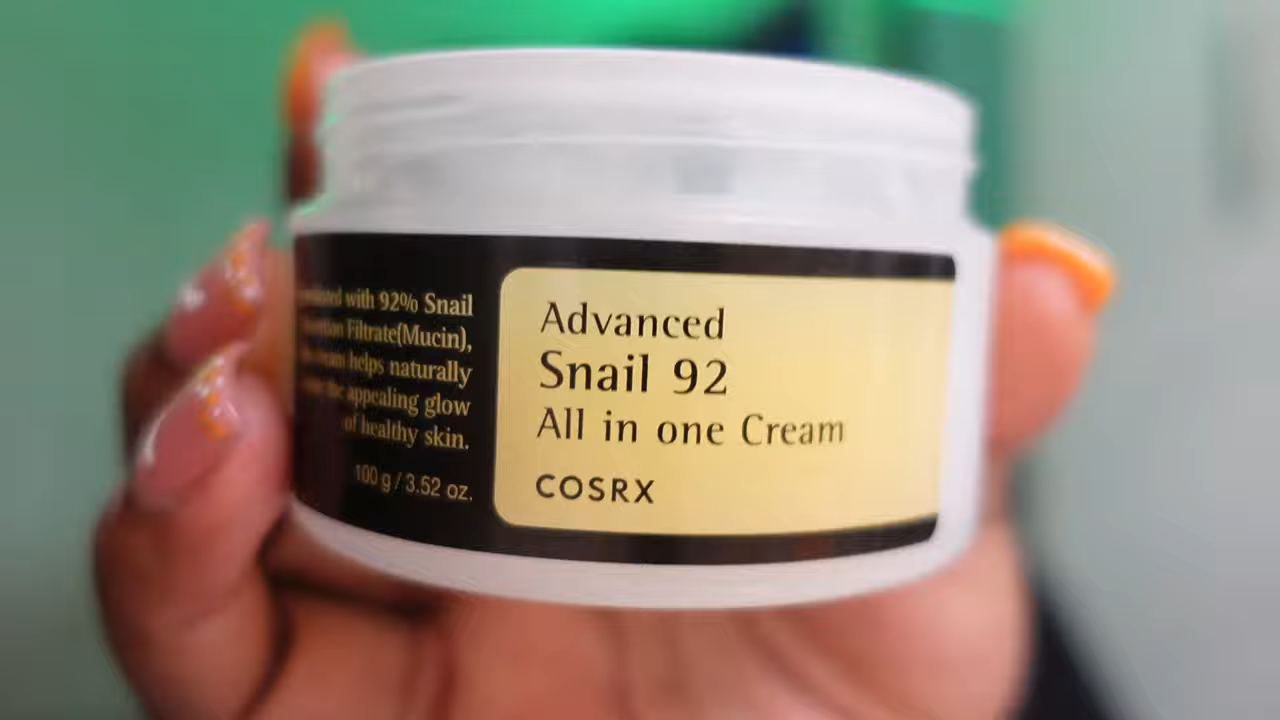 with 92% Snail
Filtrate(Mucin),
helps naturally
the appealing glow
of healthy skin.
100 g / 3.52 oz.
Advanced
Snail 92
All in one Cream
COSRX